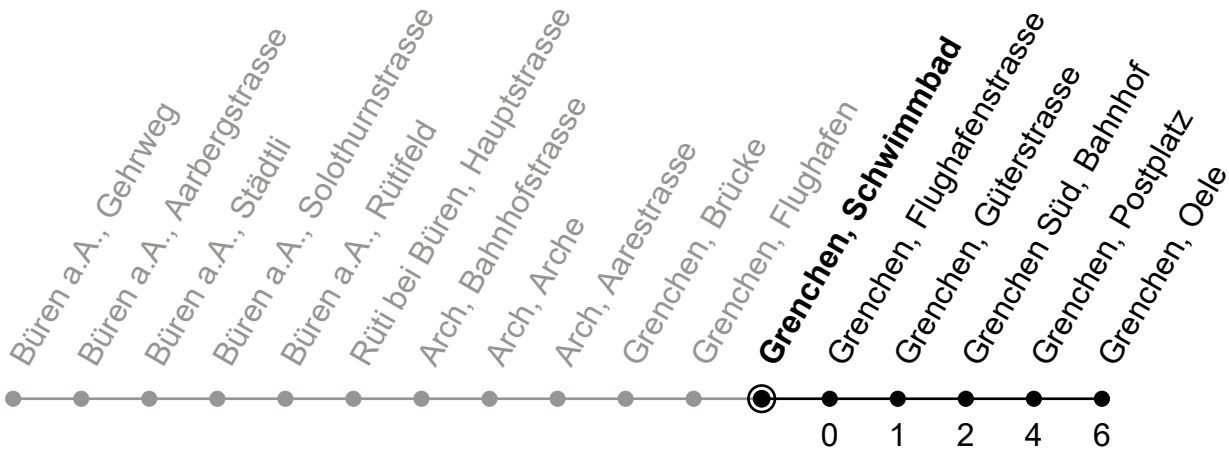 Büren a.A., Gehrweg
Büren a.A., Aarbergstrasse
Büren a.A., Städtli
Büren a.A., Solothurnstrasse
Büren a.A., Rütifeld
Rüti bei Büren, Hauptstrasse
Arch, Bahnhofstrasse
Arch, Arche
Arch, Aarestrasse
Grenchen, Brücke
Grenchen, Flughafen
Grenchen, Schwimmbad
Grenchen, Flughafenstrasse
Grenchen, Güterstrasse
Grenchen Süd, Bahnhof
Grenchen, Postplatz
Grenchen, Oele
0 1 2 4 6